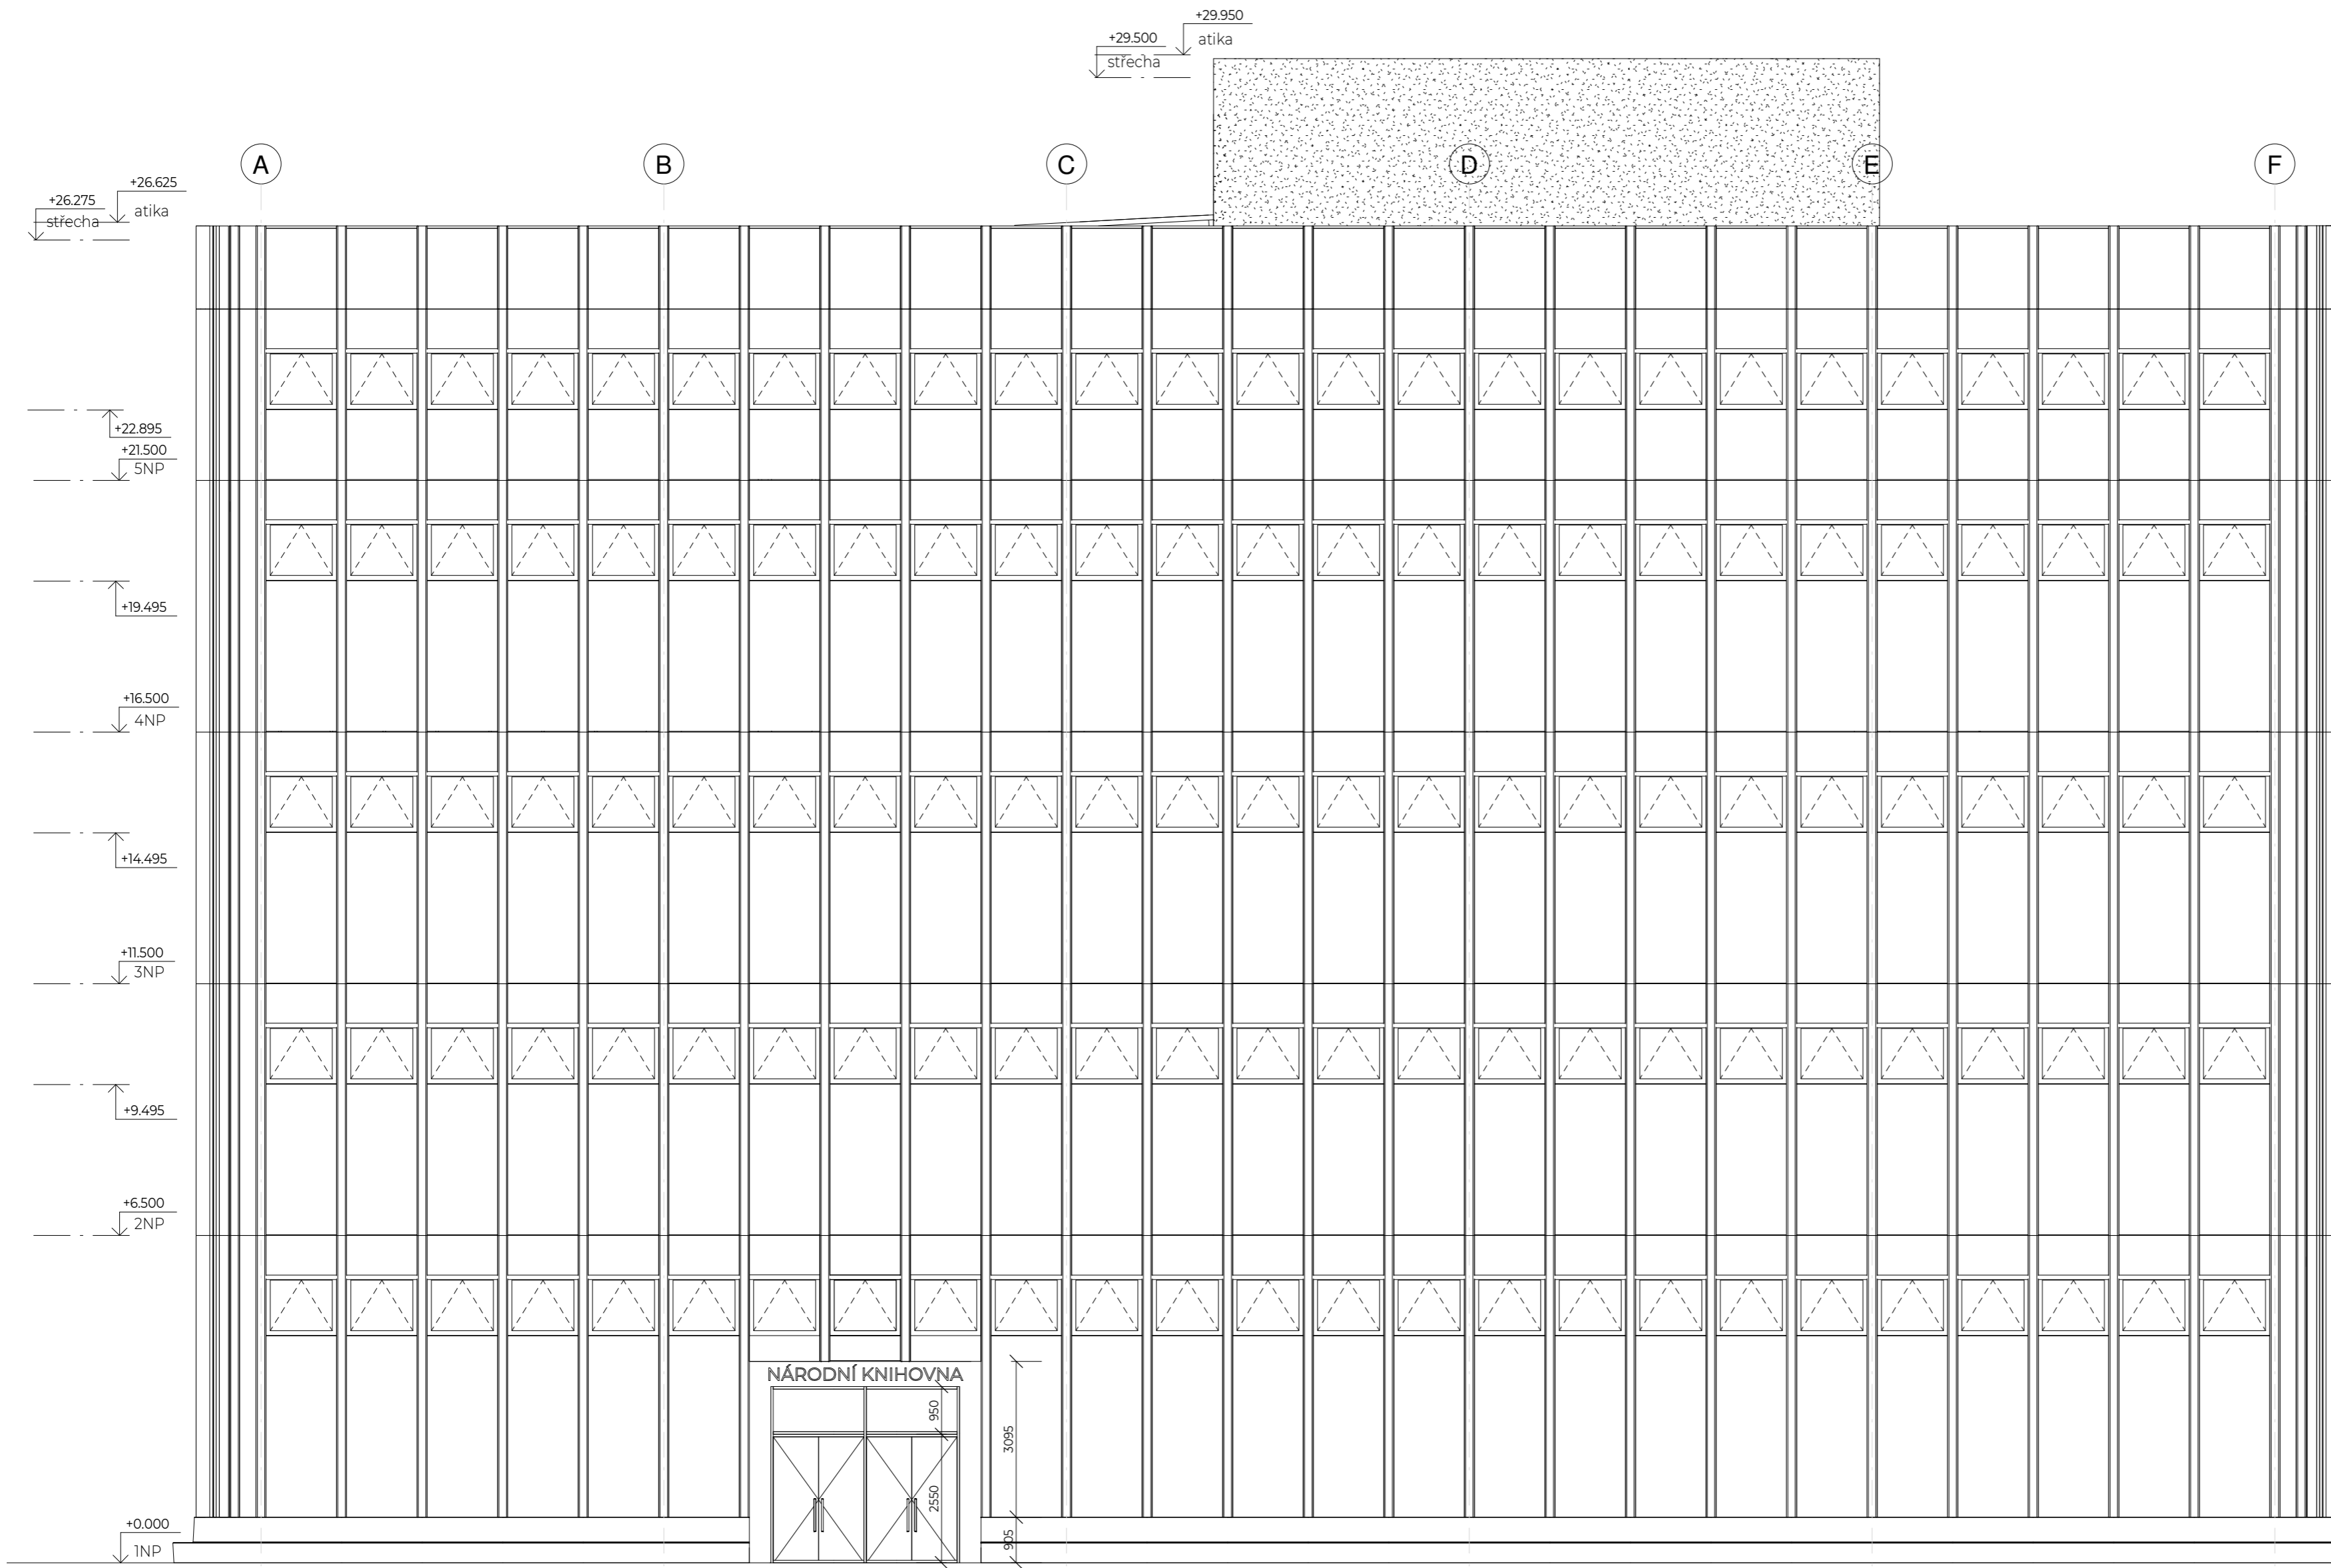 +29.950
atika
+29.500
střecha
A
B
C
D
E
F
+26.625
atika
+26.275
střecha
+22.895
+21.500
5NP
+19.495
+16.500
4NP
+14.495
+11.500
3NP
+9.495
+6.500
2NP
NÁRODNÍ KNIHOVNA
950
3095
2550
905
+0.000
1NP